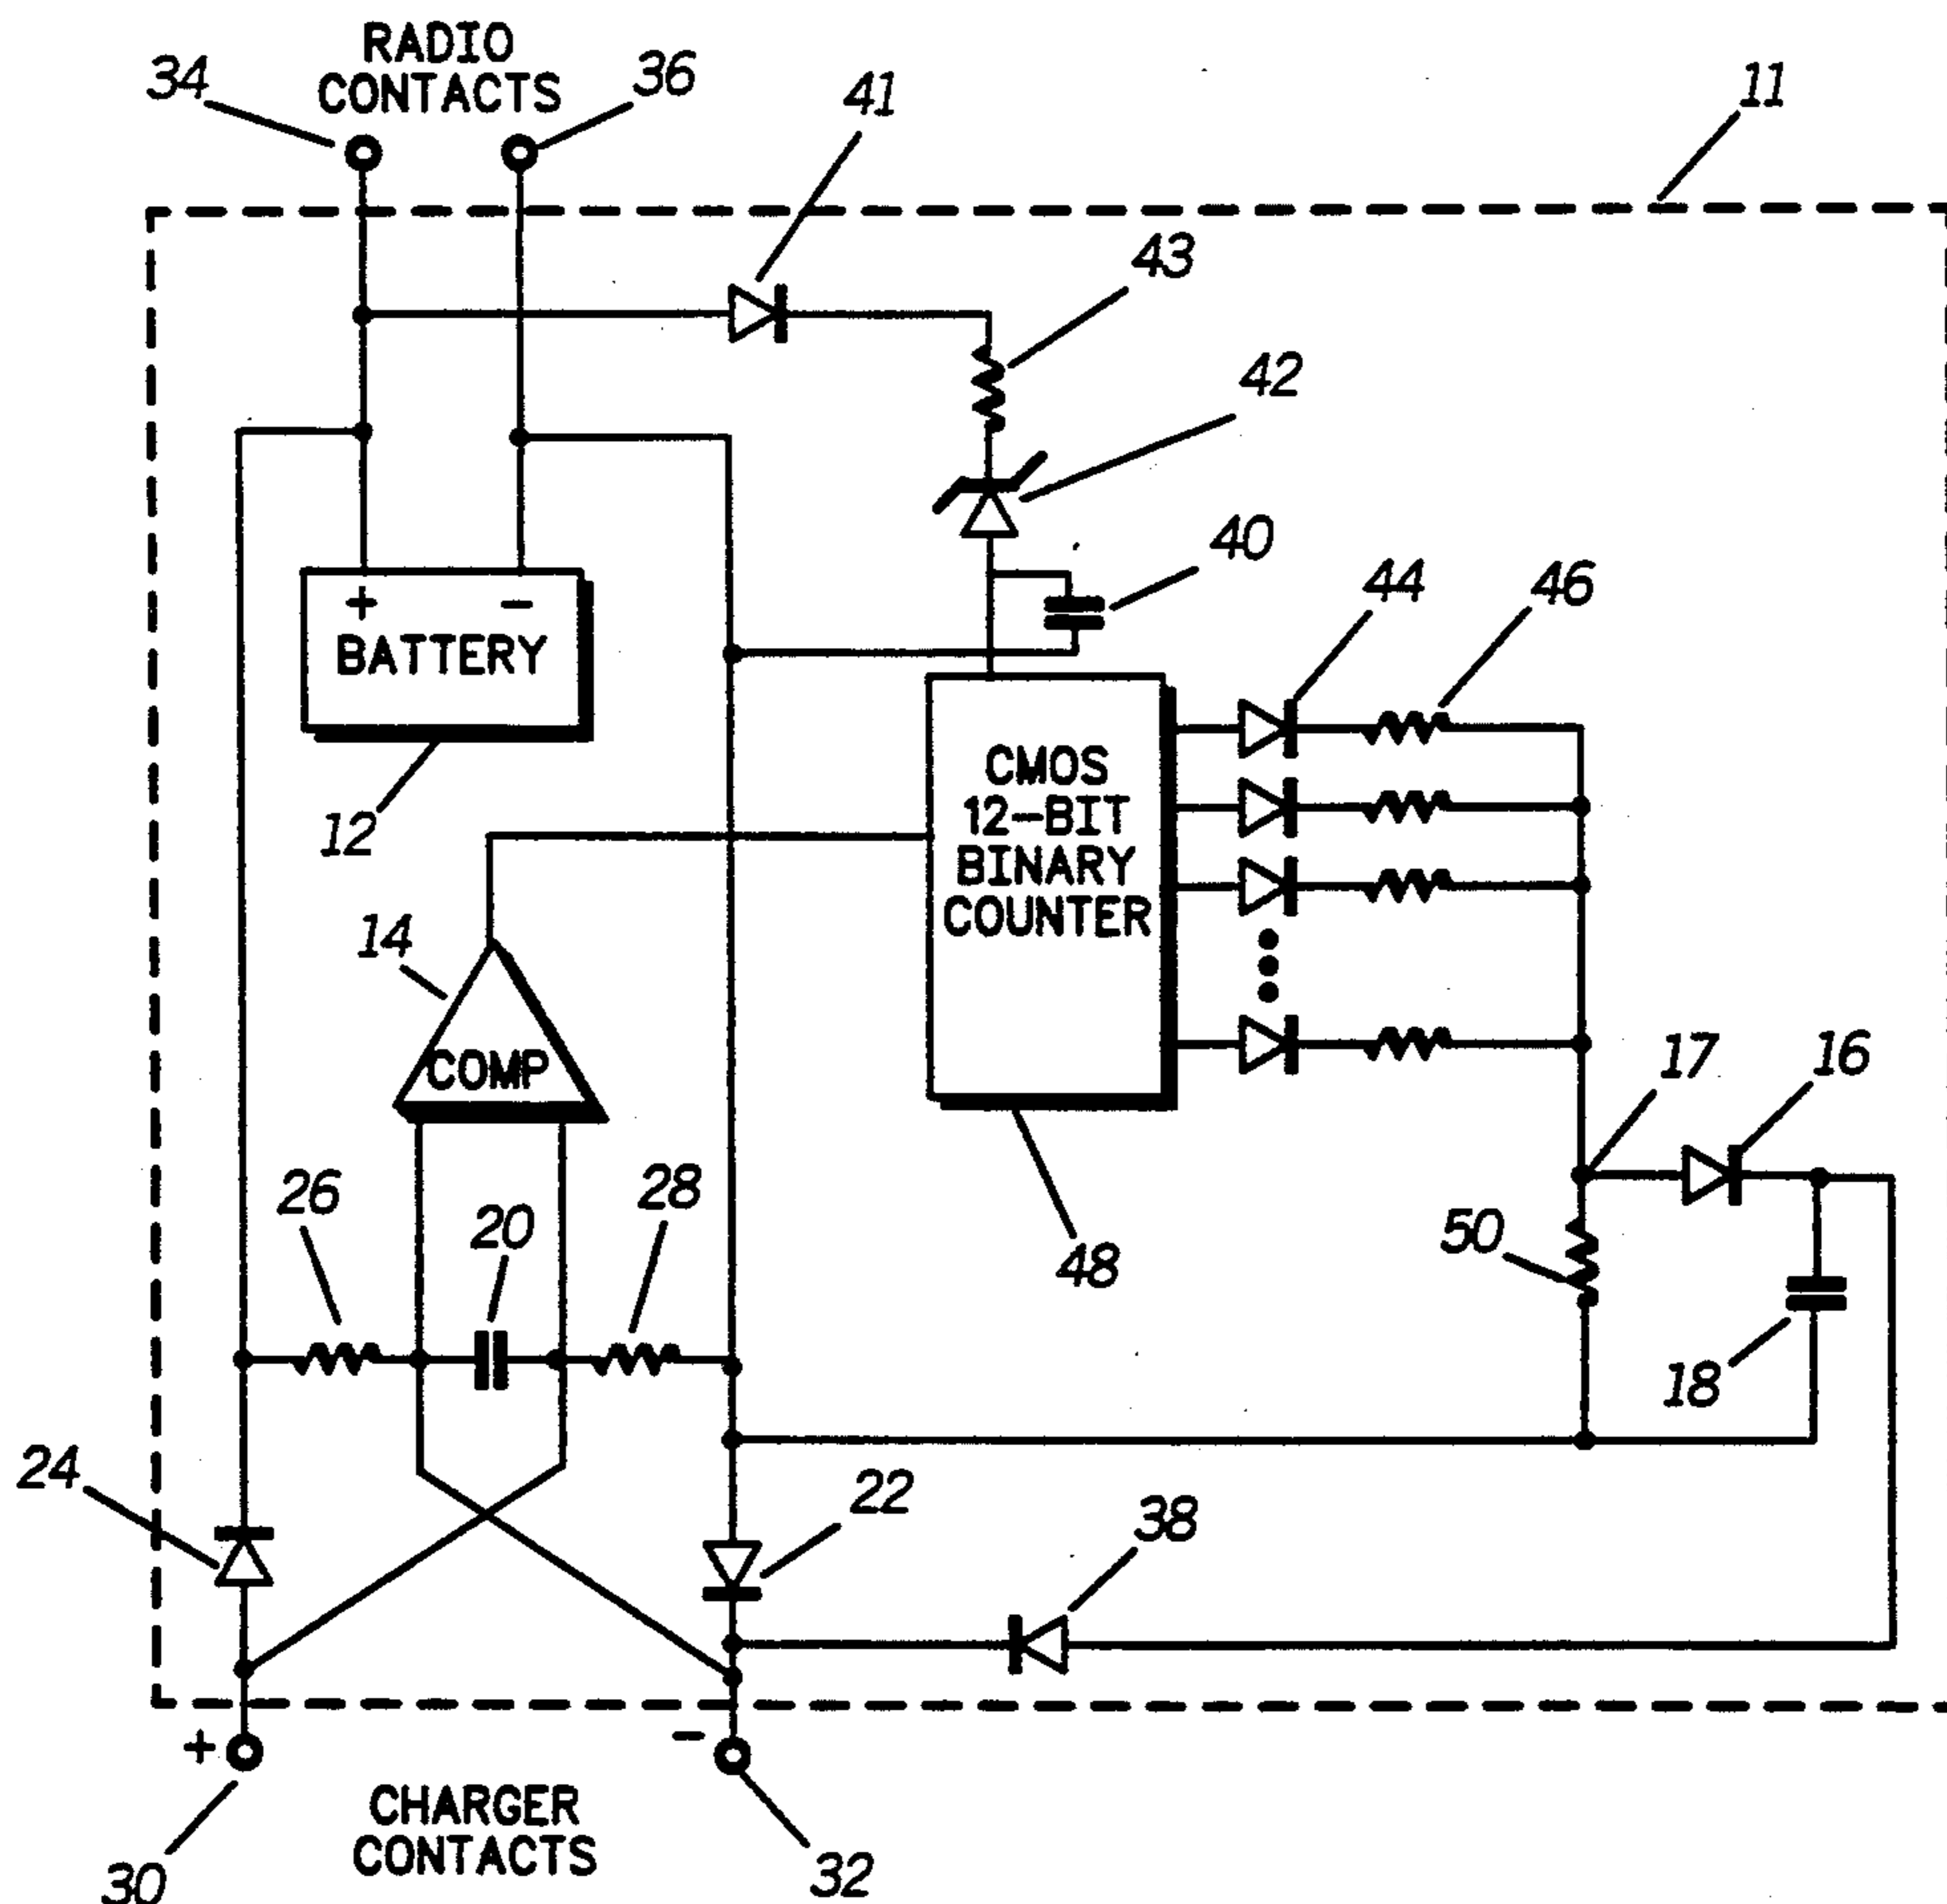 RADIO
CONTACTS
34
36
41
11
43
42
40
44
46
+ -
BATTERY
12
CMOS
12-BIT
BINARY
COUNTER
14
COMP
17
16
26
20
28
48
50
18
24
22
38
+
-
CHARGER
CONTACTS
30
32